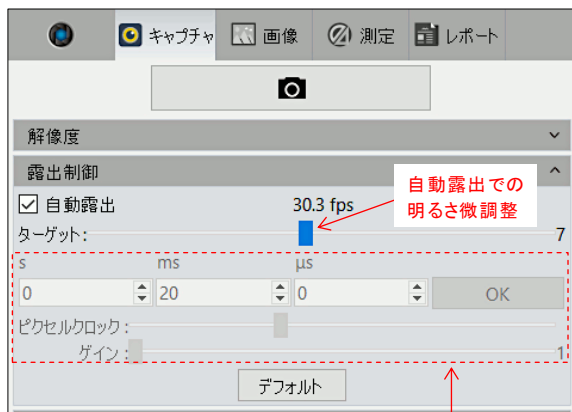 キャプチャ 画像 測定 レポート
解像度
露出制御
自動露出での
明るさ微調整
自動露出 30.3 fps
ターゲット: 7
s ms µs
0 20 0 OK
ピクセルクロック:
ゲイン: 1
デフォルト